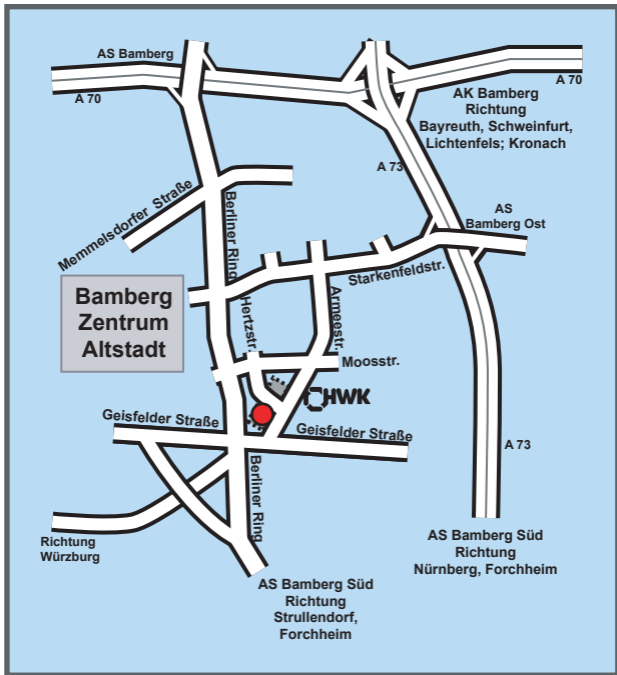 AS Bamberg
A 70
A 70
AK Bamberg
Richtung
Bayreuth, Schweinfurt,
Lichtenfels; Kronach
A 73
Memmelsdorfer Straße
Berliner Ring
AS
Bamberg Ost
Starkenfeldstr.
Bamberg
Zentrum
Altstadt
Hertzstr.
Armeestr.
Moosstr.
HWK
Geisfelder Straße
Geisfelder Straße
Berliner Ring
A 73
Richtung
Würzburg
AS Bamberg Süd
Richtung
Nürnberg, Forchheim
AS Bamberg Süd
Richtung
Strullendorf,
Forchheim